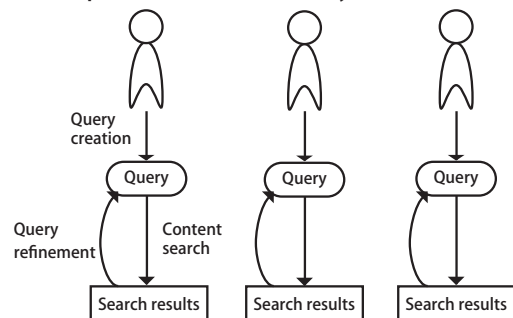 Query
creation
Query
Query
Query
Query
refinement
Content
search
Search results
Search results
Search results